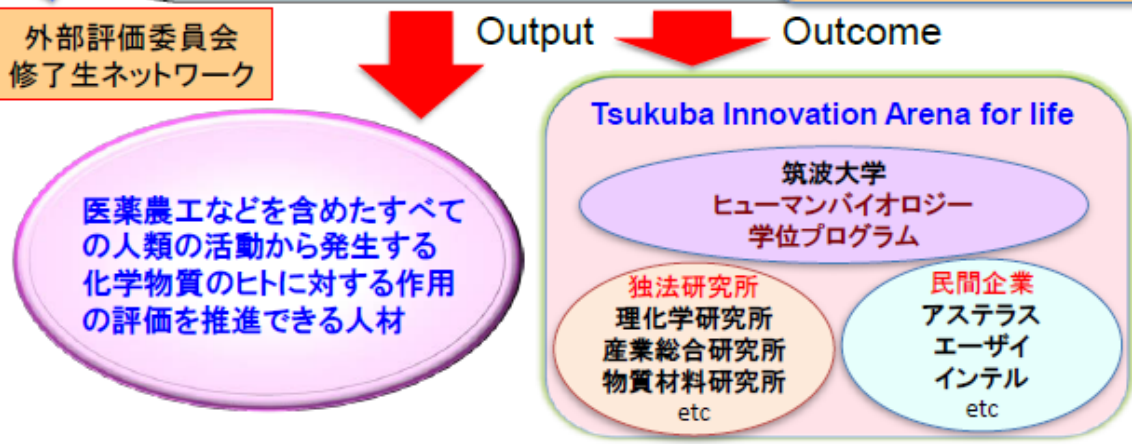 外部評価委員会
修了生ネットワーク
Output
Outcome
医薬農工などを含めたすべて
の人類の活動から発生する
化学物質のヒトに対する作用
の評価を推進できる人材
Tsukuba Innovation Arena for life
筑波大学
ヒューマンバイオロジー
学位プログラム
独法研究所
理化学研究所
産業総合研究所
物質材料研究所
etc
民間企業
アステラス
エーザイ
インテル
etc